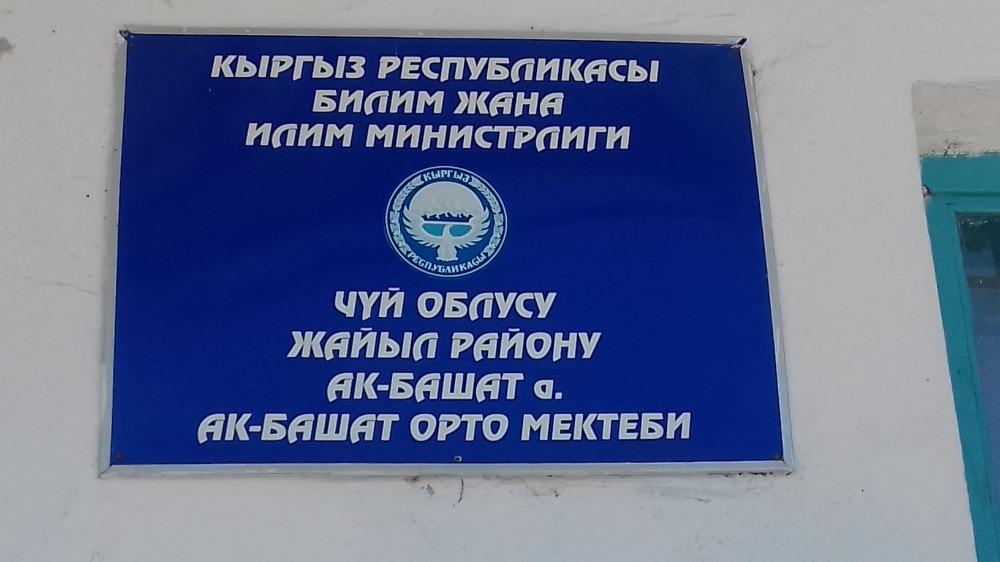 КЫРГЫЗ РЕСПУБЛИКАСЫ
БИЛИМ ЖАНА
ИЛИМ МИНИСТРЛИГИ
КЫРГЫЗ
РЕСПУБЛИКАСЫ
ЧҮЙ ОБЛУСУ
ЖАЙЫЛ РАЙОНУ
АК-БАШАТ а.
АК-БАШАТ ОРТО МЕКТЕБИ